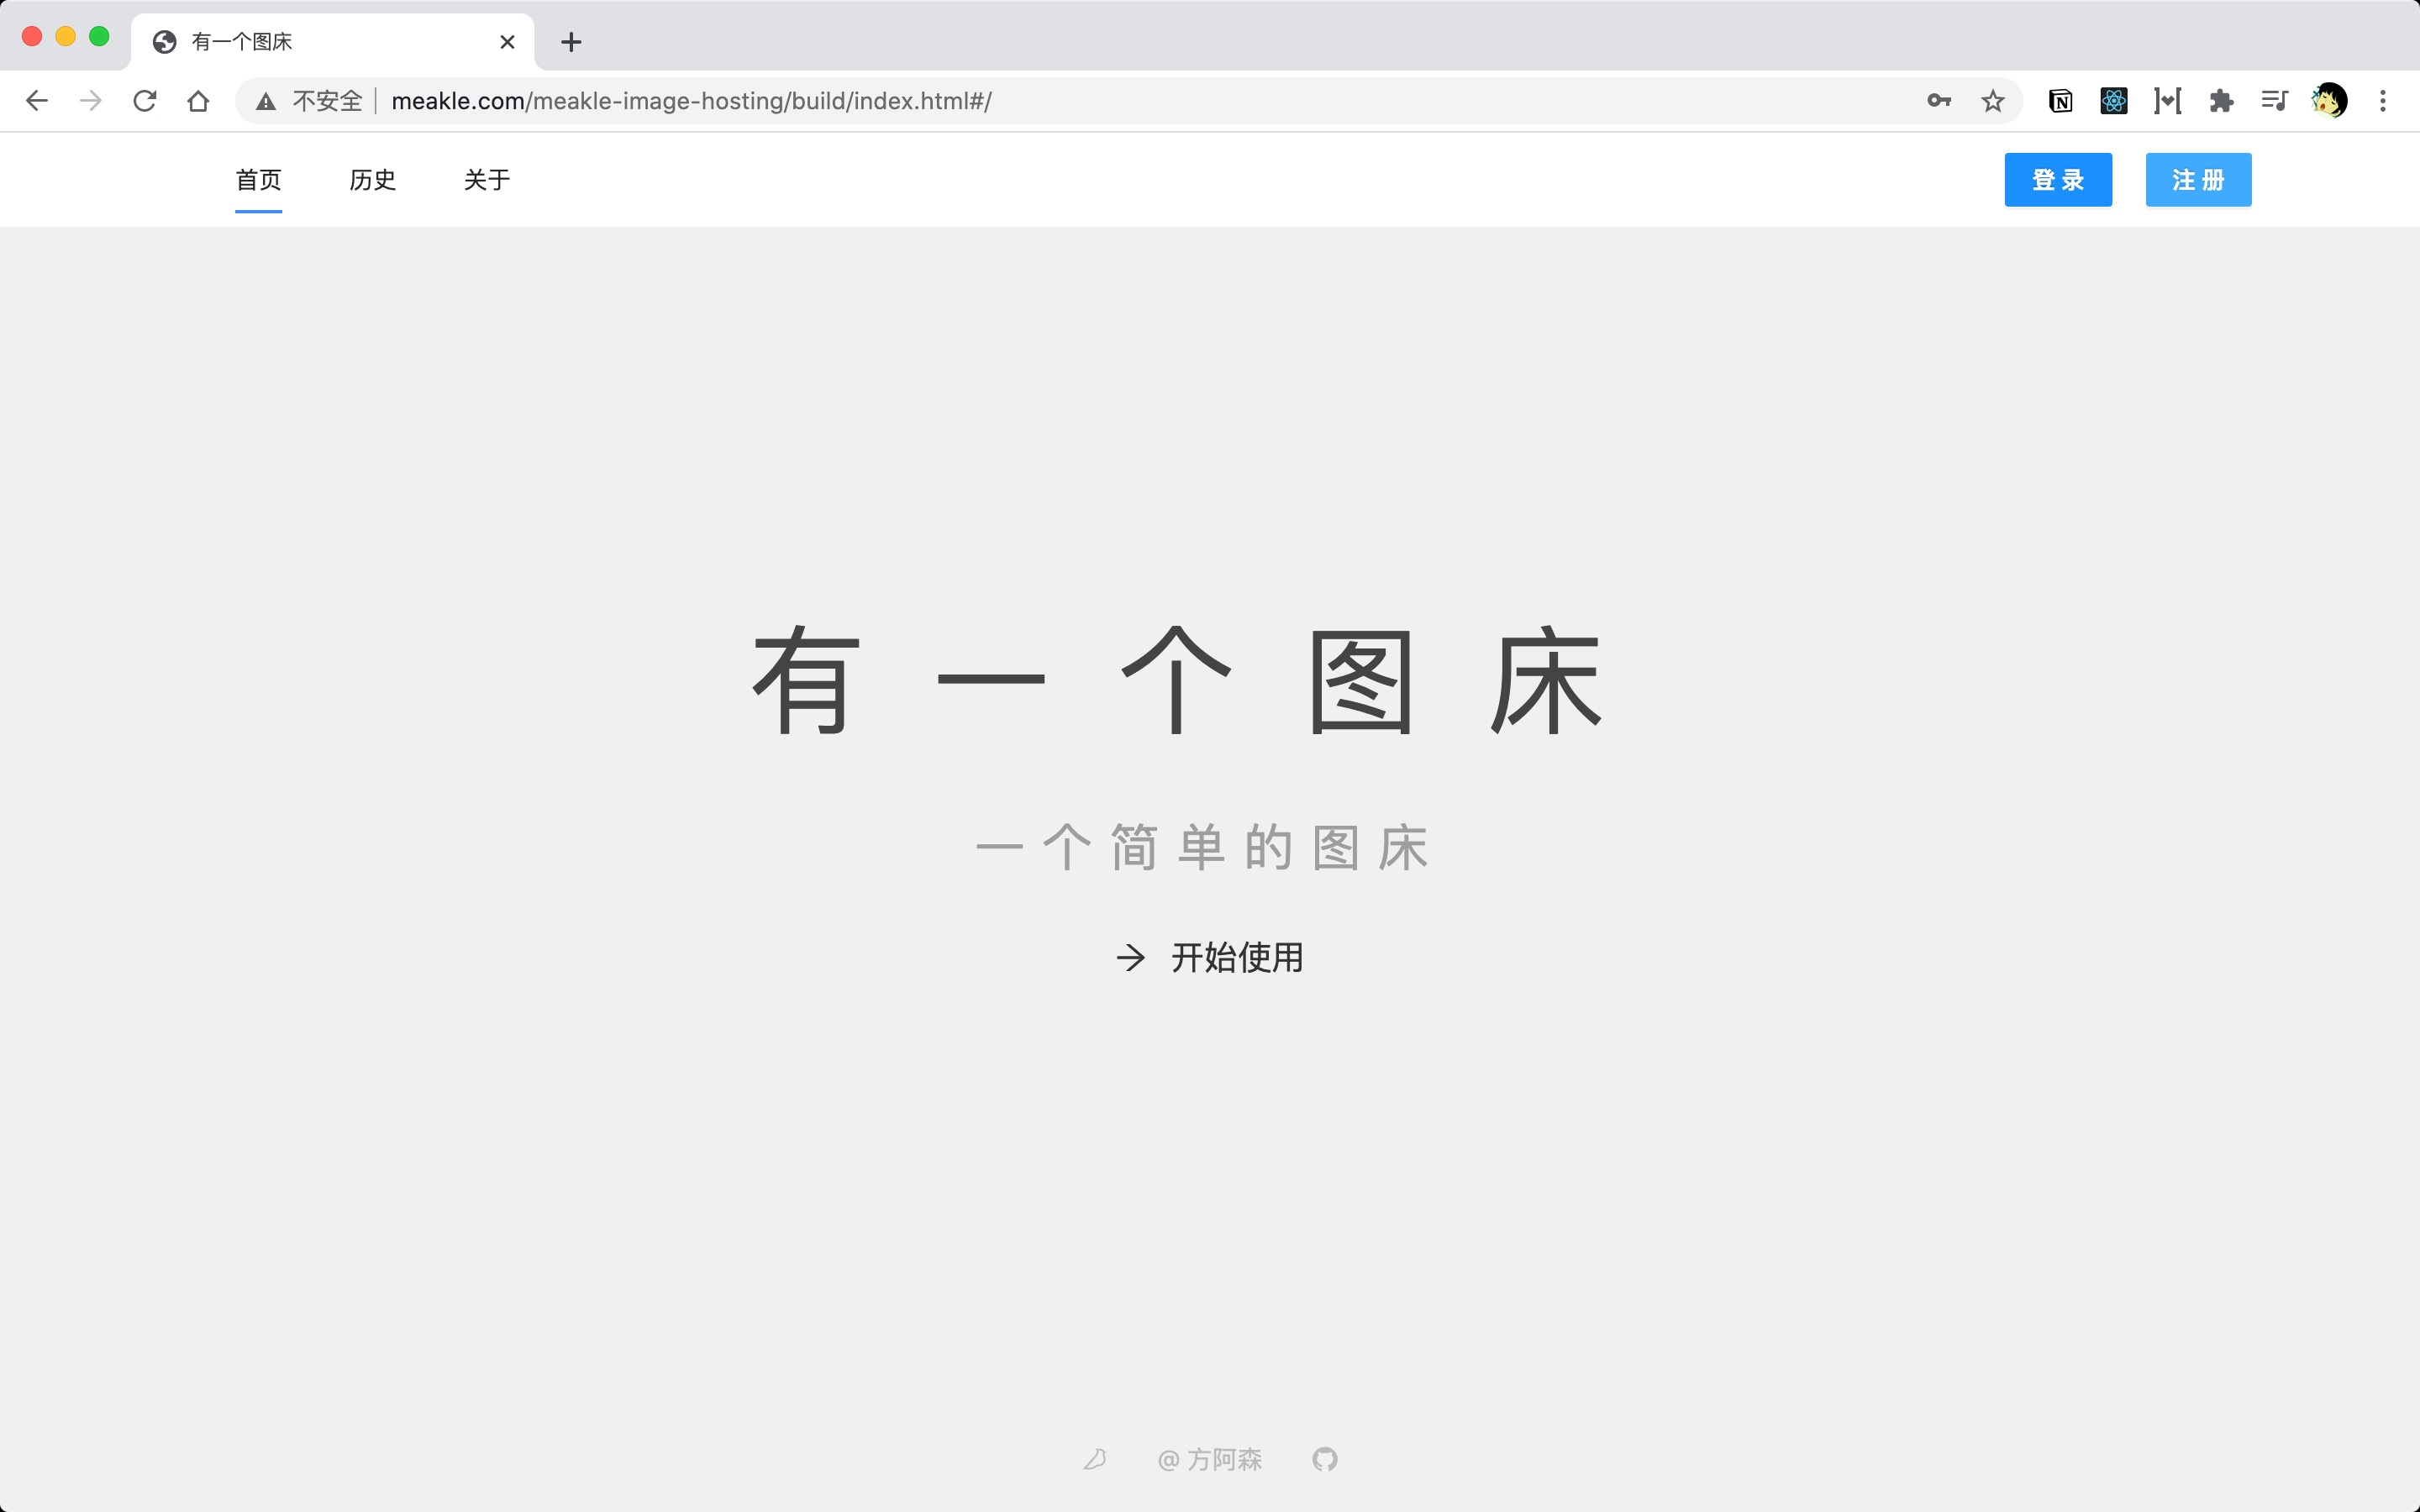 有一个图床
不安全 meakle.com/meakle-image-hosting/build/index.html#/
首页 历史 关于 登录 注册
有一个图床
一个简单的图床
开始使用
@ 方阿森